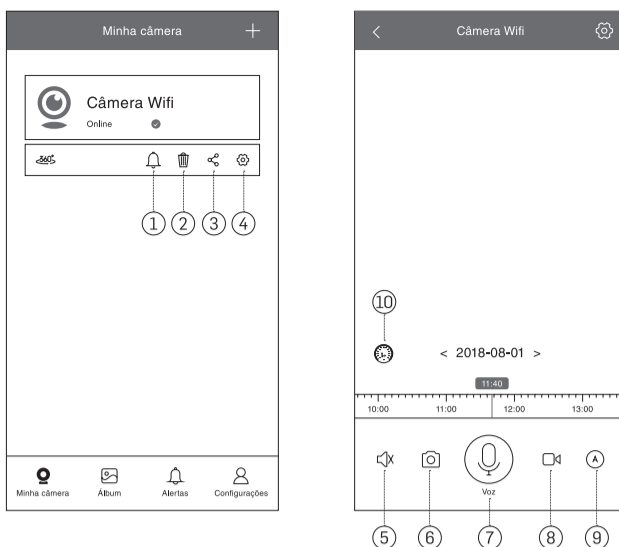 Minha câmera
Câmera Wifi
Online
360°
1 2 3 4
Minha câmera Álbum Alertas Configurações
Câmera Wifi
10
< 2018-08-01 >
11:40
10:00 11:00 12:00 13:00
A
Voz
5 6 7 8 9